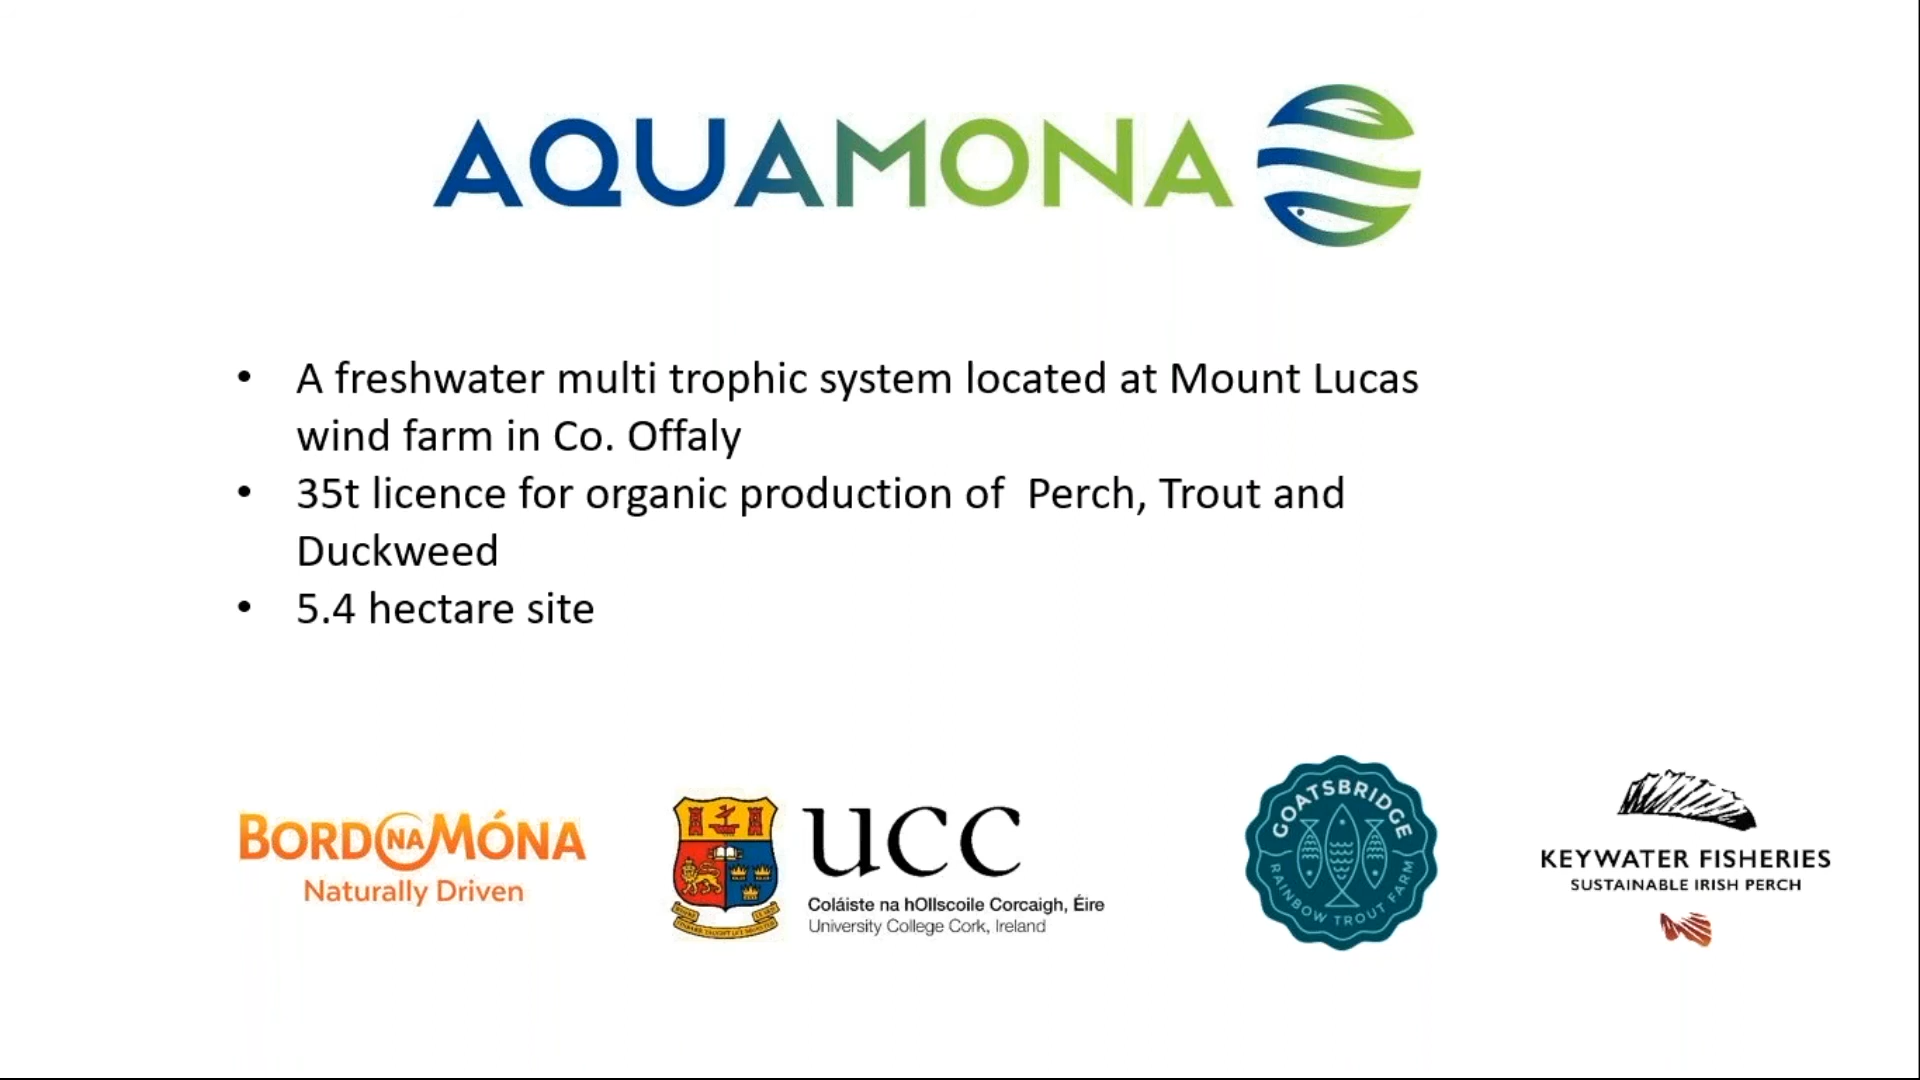 AQUAMONA
• A freshwater multi trophic system located at Mount Lucas
wind farm in Co. Offaly
• 35t licence for organic production of  Perch, Trout and
Duckweed
• 5.4 hectare site
BORD NA MÓNA
Naturally Driven
UCC
Coláiste na hOllscoile Corcaigh, Éire
University College Cork, Ireland
GOATSBRIDGE
RAINBOW TROUT FARM
KEYWATER FISHERIES
SUSTAINABLE IRISH PERCH